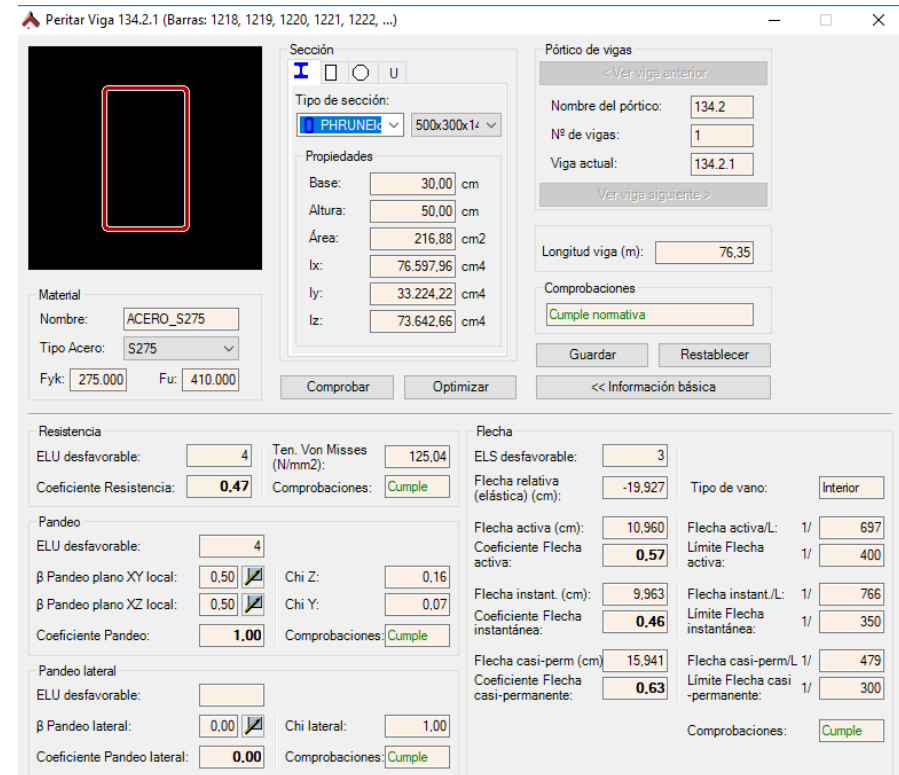 Peritar Viga 134.2.1 (Barras: 1218, 1219, 1220, 1221, 1222, ...)
Sección
U
Tipo de sección:
PHRUNEIc 500x300x14
Propiedades
Base: 30,00 cm
Altura: 50,00 cm
Área: 216,88 cm2
Ix: 76.597,96 cm4
Iy: 33.224,22 cm4
Iz: 73.642,66 cm4
Comprobar Optimizar
Pórtico de vigas
< Ver viga anterior
Nombre del pórtico: 134.2
Nº de vigas: 1
Viga actual: 134.2.1
Ver viga siguiente >
Longitud viga (m): 76,35
Comprobaciones
Cumple normativa
Guardar Restablecer
<< Información básica
Material
Nombre: ACERO_S275
Tipo Acero: S275
Fyk: 275.000 Fu: 410.000
Resistencia
ELU desfavorable: 4 Ten. Von Misses (N/mm2): 125,04
Coeficiente Resistencia: 0,47 Comprobaciones: Cumple
Pandeo
ELU desfavorable: 4
β Pandeo plano XY local: 0,50 Chi Z: 0,16
β Pandeo plano XZ local: 0,50 Chi Y: 0,07
Coeficiente Pandeo: 1,00 Comprobaciones: Cumple
Pandeo lateral
ELU desfavorable:
β Pandeo lateral: 0,00 Chi lateral: 1,00
Coeficiente Pandeo lateral: 0,00 Comprobaciones: Cumple
Flecha
ELS desfavorable: 3
Flecha relativa (elástica) (cm): -19,927 Tipo de vano: Interior
Flecha activa (cm): 10,960 Flecha activa/L: 1/ 697
Coeficiente Flecha activa: 0,57 Límite Flecha activa: 1/ 400
Flecha instant. (cm): 9,963 Flecha instant./L: 1/ 766
Coeficiente Flecha instantánea: 0,46 Límite Flecha instantánea: 1/ 350
Flecha casi-perm (cm) 15,941 Flecha casi-perm/L 1/ 479
Coeficiente Flecha casi-permanente: 0,63 Límite Flecha casi -permanente: 1/ 300
Comprobaciones: Cumple